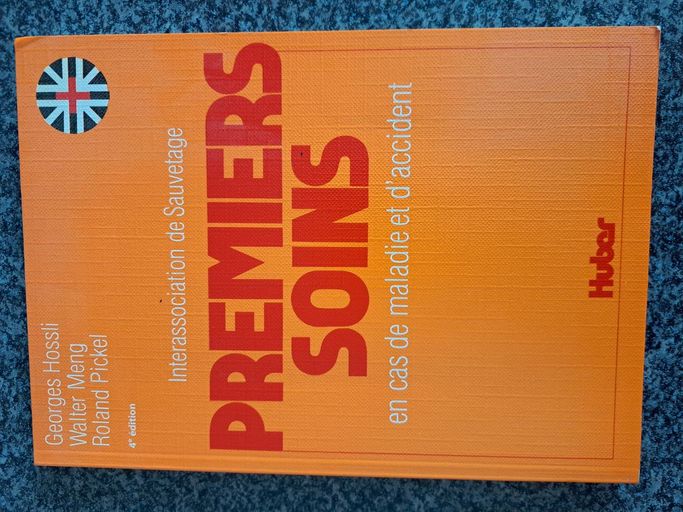 Georges Hossli
Walter Meng
Roland Pickel
4e édition
Interassociation de Sauvetage
PREMIERS
SOINS
en cas de maladie et d'accident
Huber